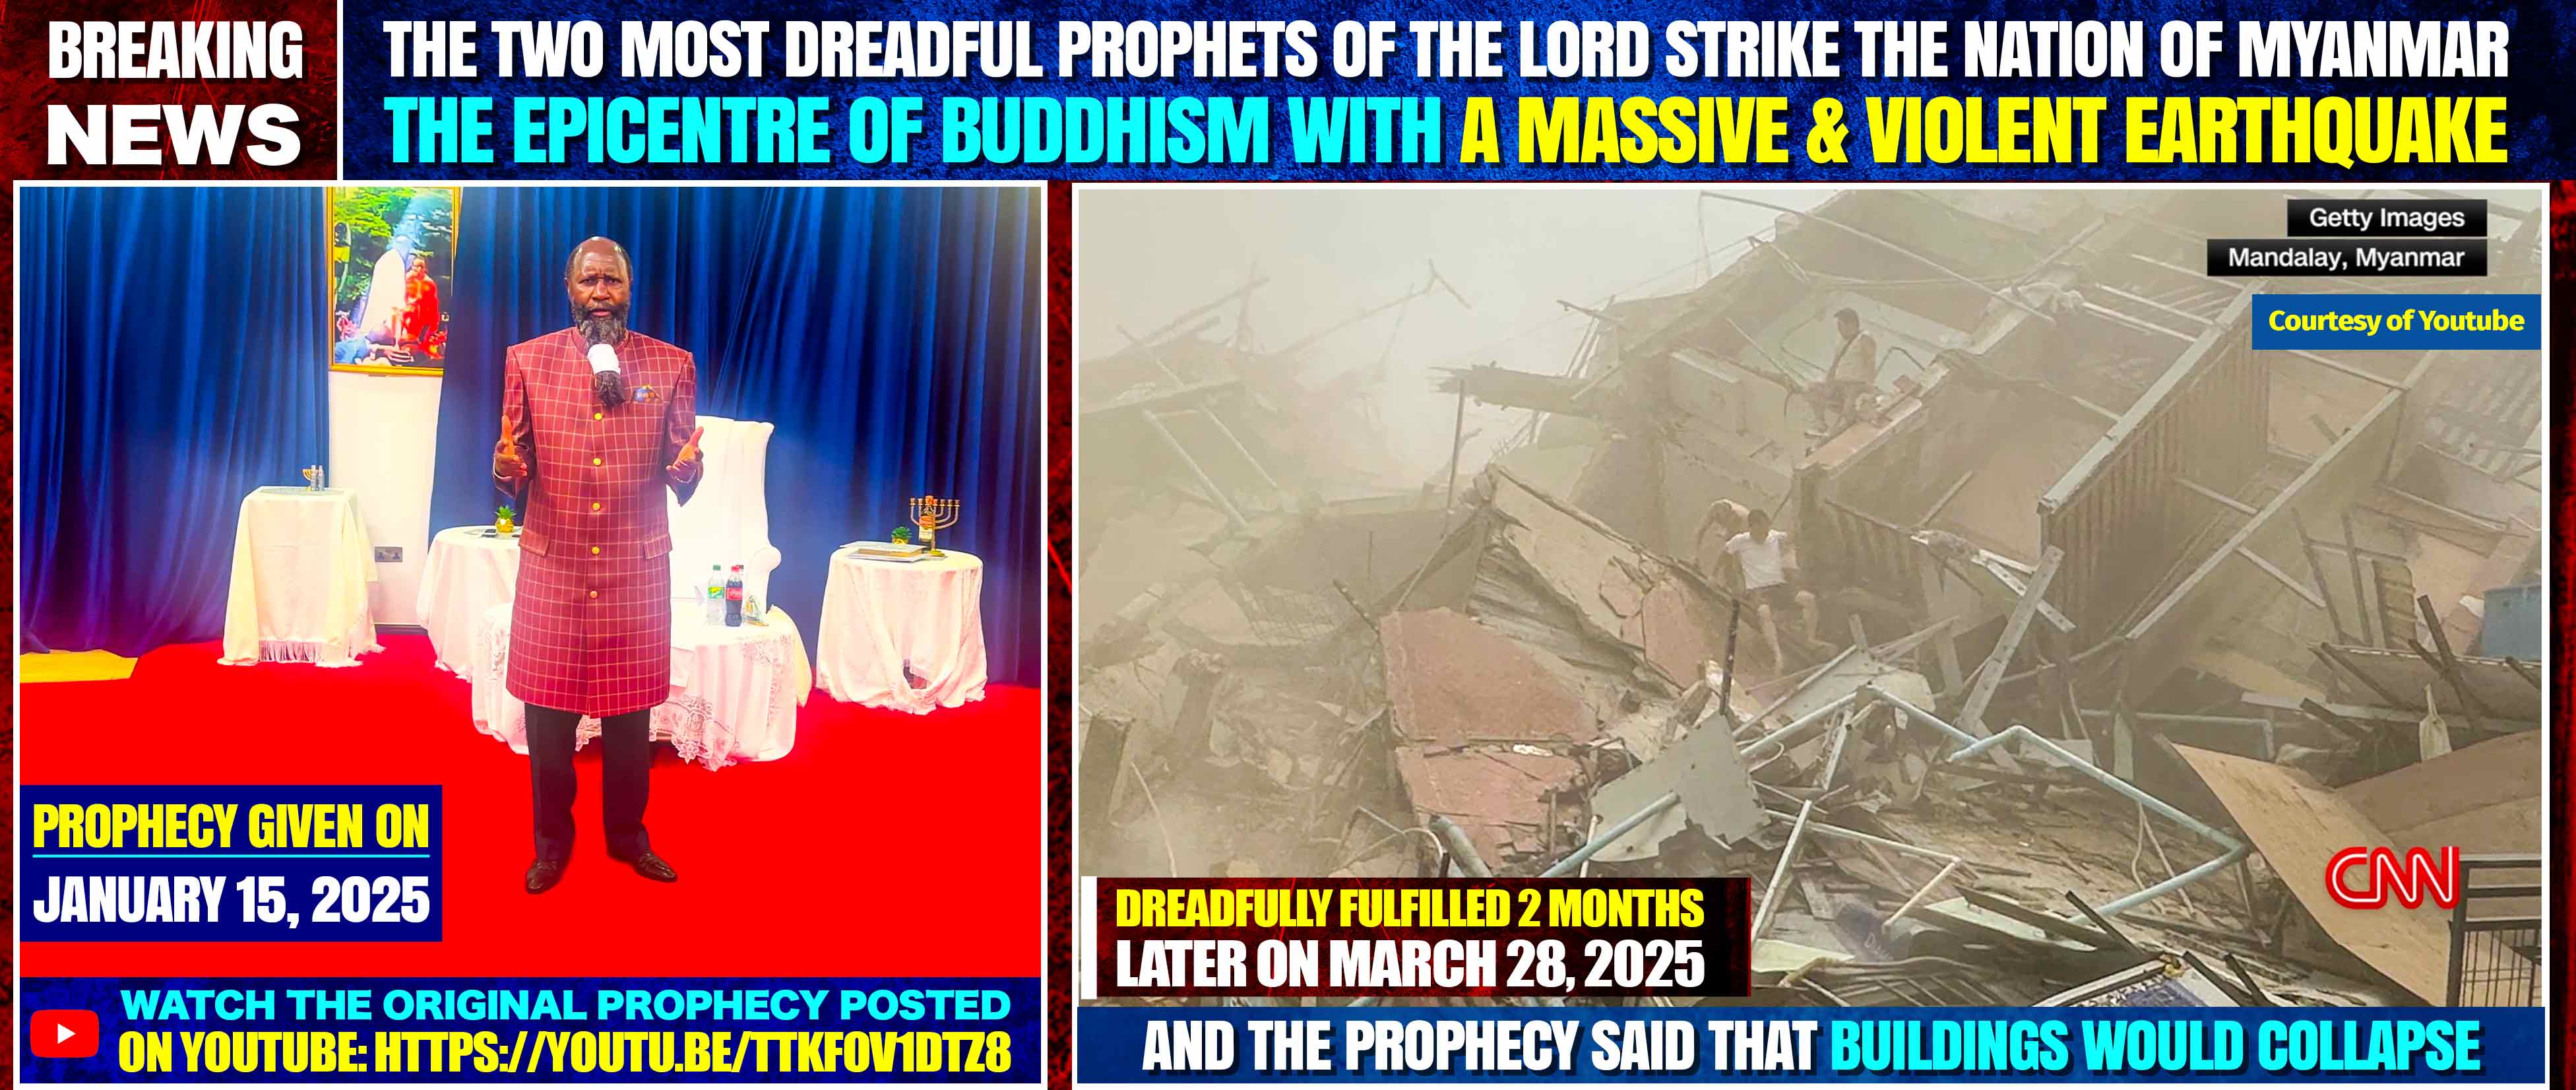 BREAKING
NEWS
THE TWO MOST DREADFUL PROPHETS OF THE LORD STRIKE THE NATION OF MYANMAR
THE EPICENTRE OF BUDDHISM WITH A MASSIVE & VIOLENT EARTHQUAKE
Getty Images
Mandalay, Myanmar
Courtesy of Youtube
PROPHECY GIVEN ON
JANUARY 15, 2025
WATCH THE ORIGINAL PROPHECY POSTED
ON YOUTUBE: HTTPS://YOUTU.BE/TTKFOV1DTZ8
CNN
DREADFULLY FULFILLED 2 MONTHS
LATER ON MARCH 28, 2025
AND THE PROPHECY SAID THAT BUILDINGS WOULD COLLAPSE